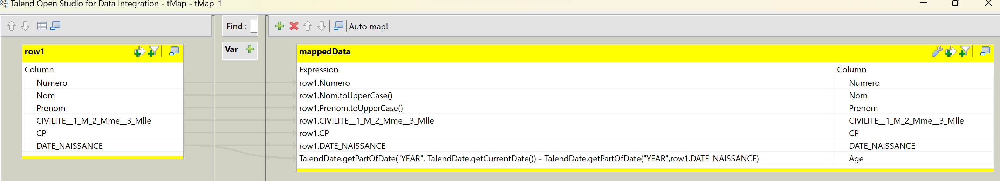 Talend Open Studio for Data Integration - tMap - tMap_1
Find :
Auto map!
row1
Column
Numero
Nom
Prenom
CIVILITE__1_M_2_Mme__3_Mlle
CP
DATE_NAISSANCE
Var
mappedData
Expression Column
row1.Numero Numero
row1.Nom.toUpperCase() Nom
row1.Prenom.toUpperCase() Prenom
row1.CIVILITE__1_M_2_Mme__3_Mlle CIVILITE__1_M_2_Mme__3_Mlle
row1.CP CP
row1.DATE_NAISSANCE DATE_NAISSANCE
TalendDate.getPartOfDate("YEAR", TalendDate.getCurrentDate()) - TalendDate.getPartOfDate("YEAR",row1.DATE_NAISSANCE) Age